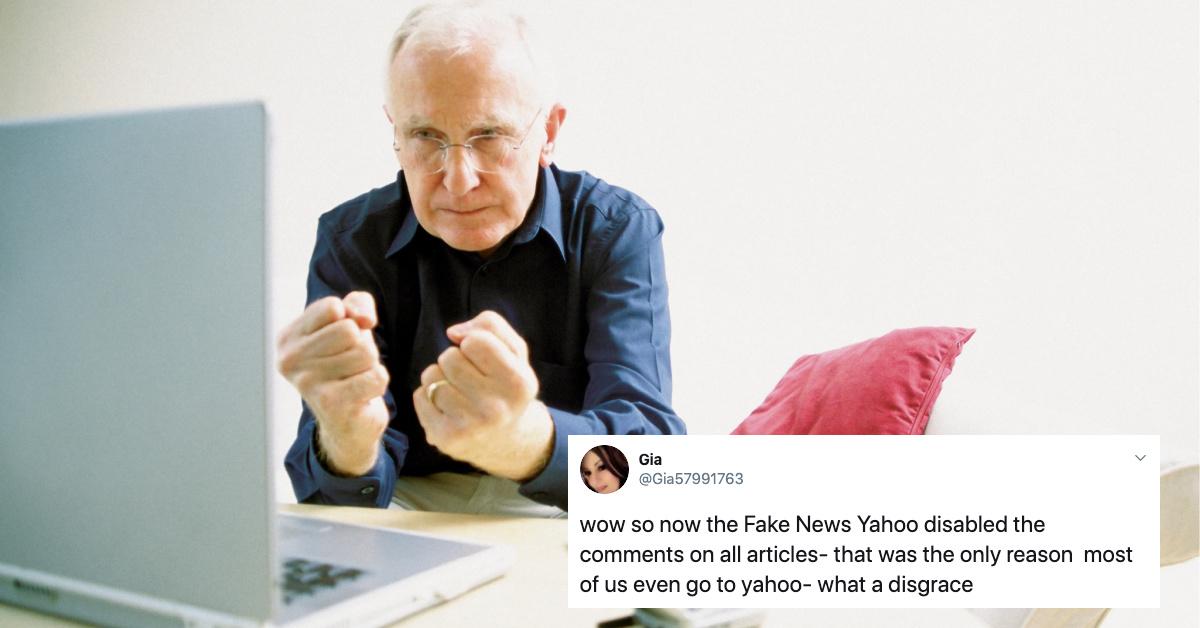 Gia
@Gia57991763
wow so now the Fake News Yahoo disabled the
comments on all articles- that was the only reason  most
of us even go to yahoo- what a disgrace